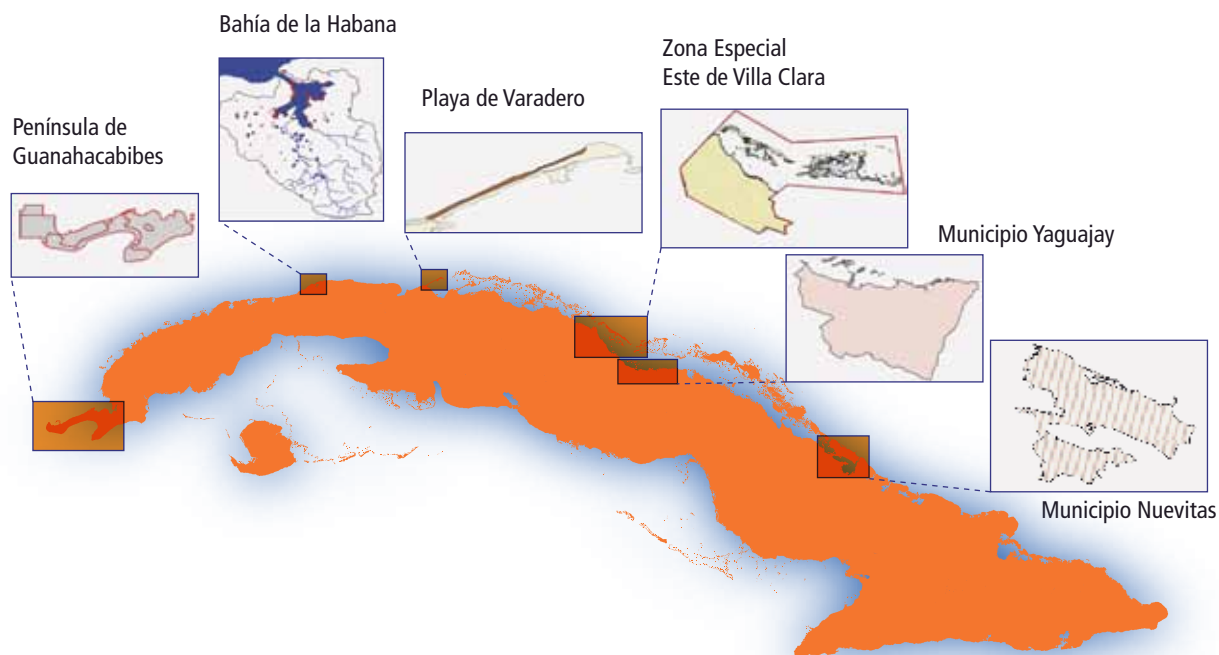 Bahía de la Habana
Zona Especial
Este de Villa Clara
Playa de Varadero
Península de
Guanahacabibes
Municipio Yaguajay
Municipio Nuevitas